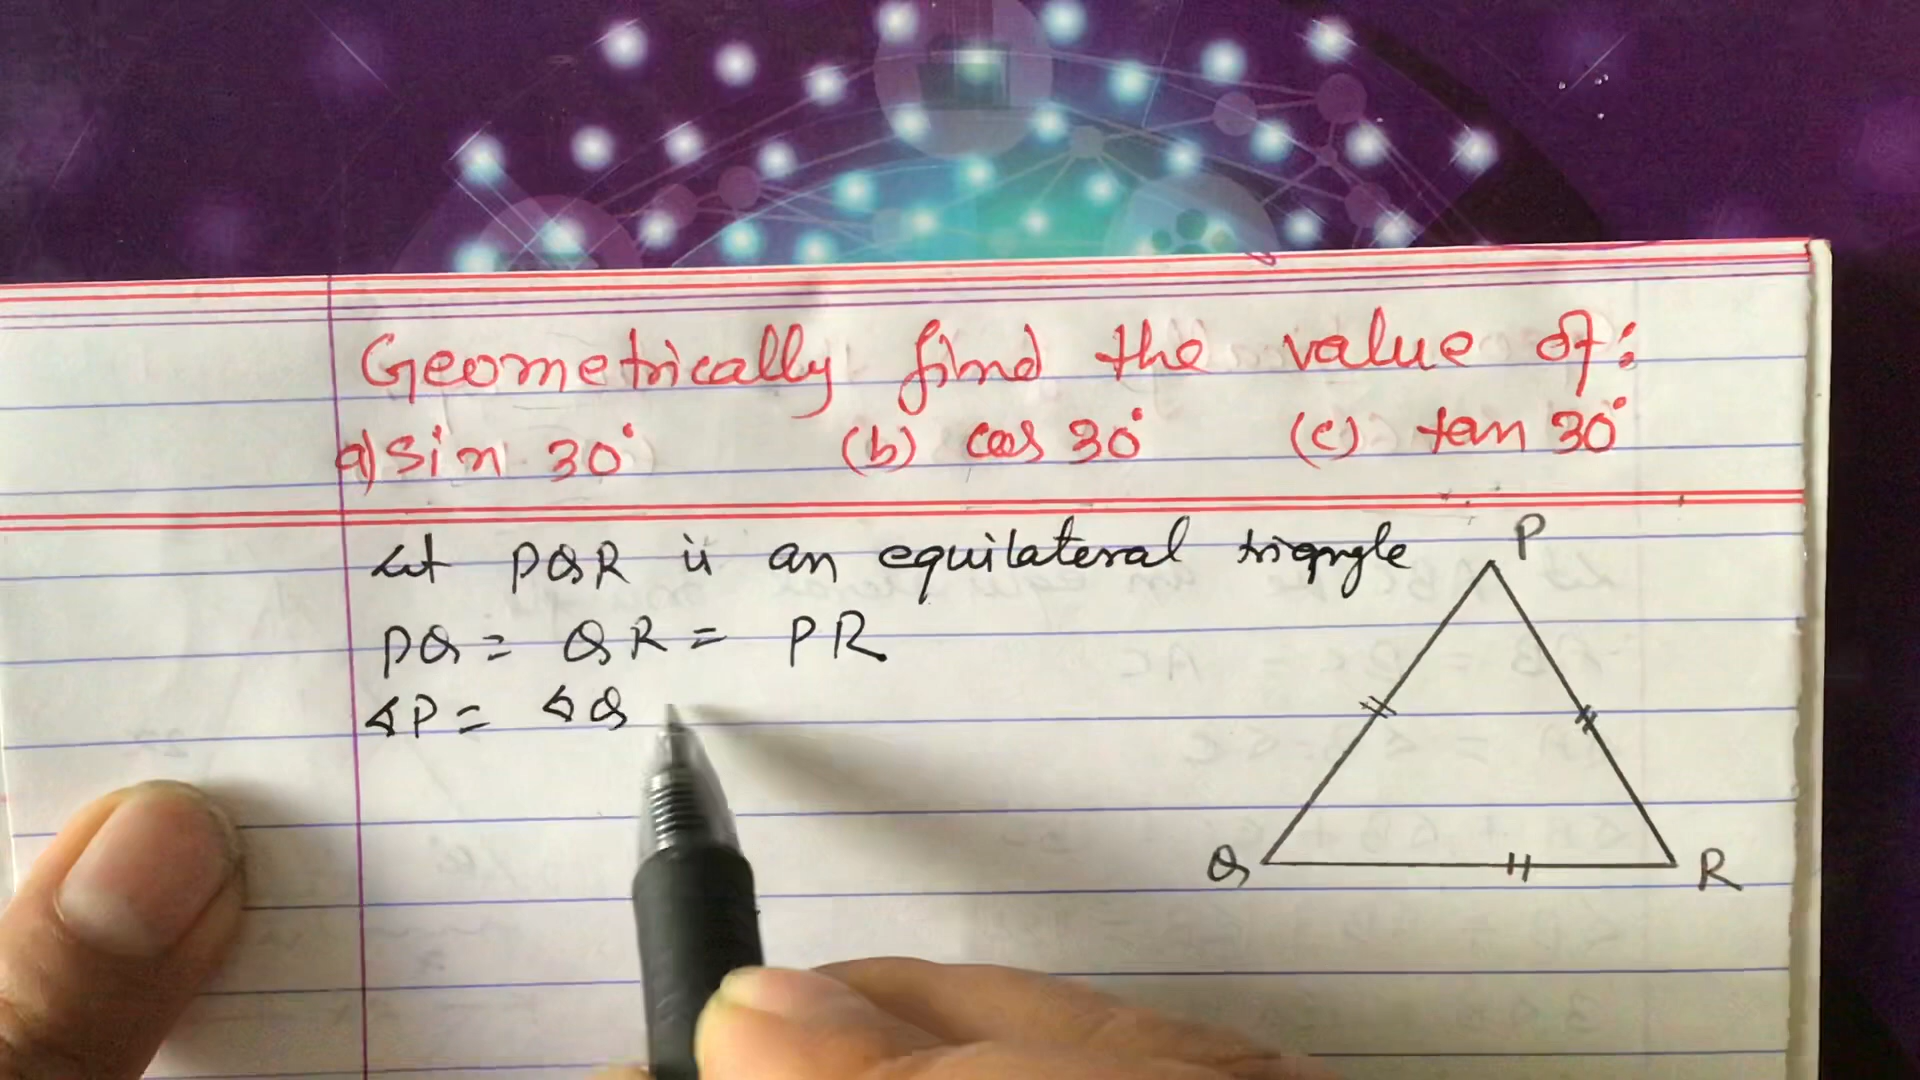 Geometrically find the value of:
a) sin 30° (b) cos 30° (c) tan 30°
Let PQR is an equilateral triangle
PQ = QR = PR
∢P = ∢Q
P
Q
R